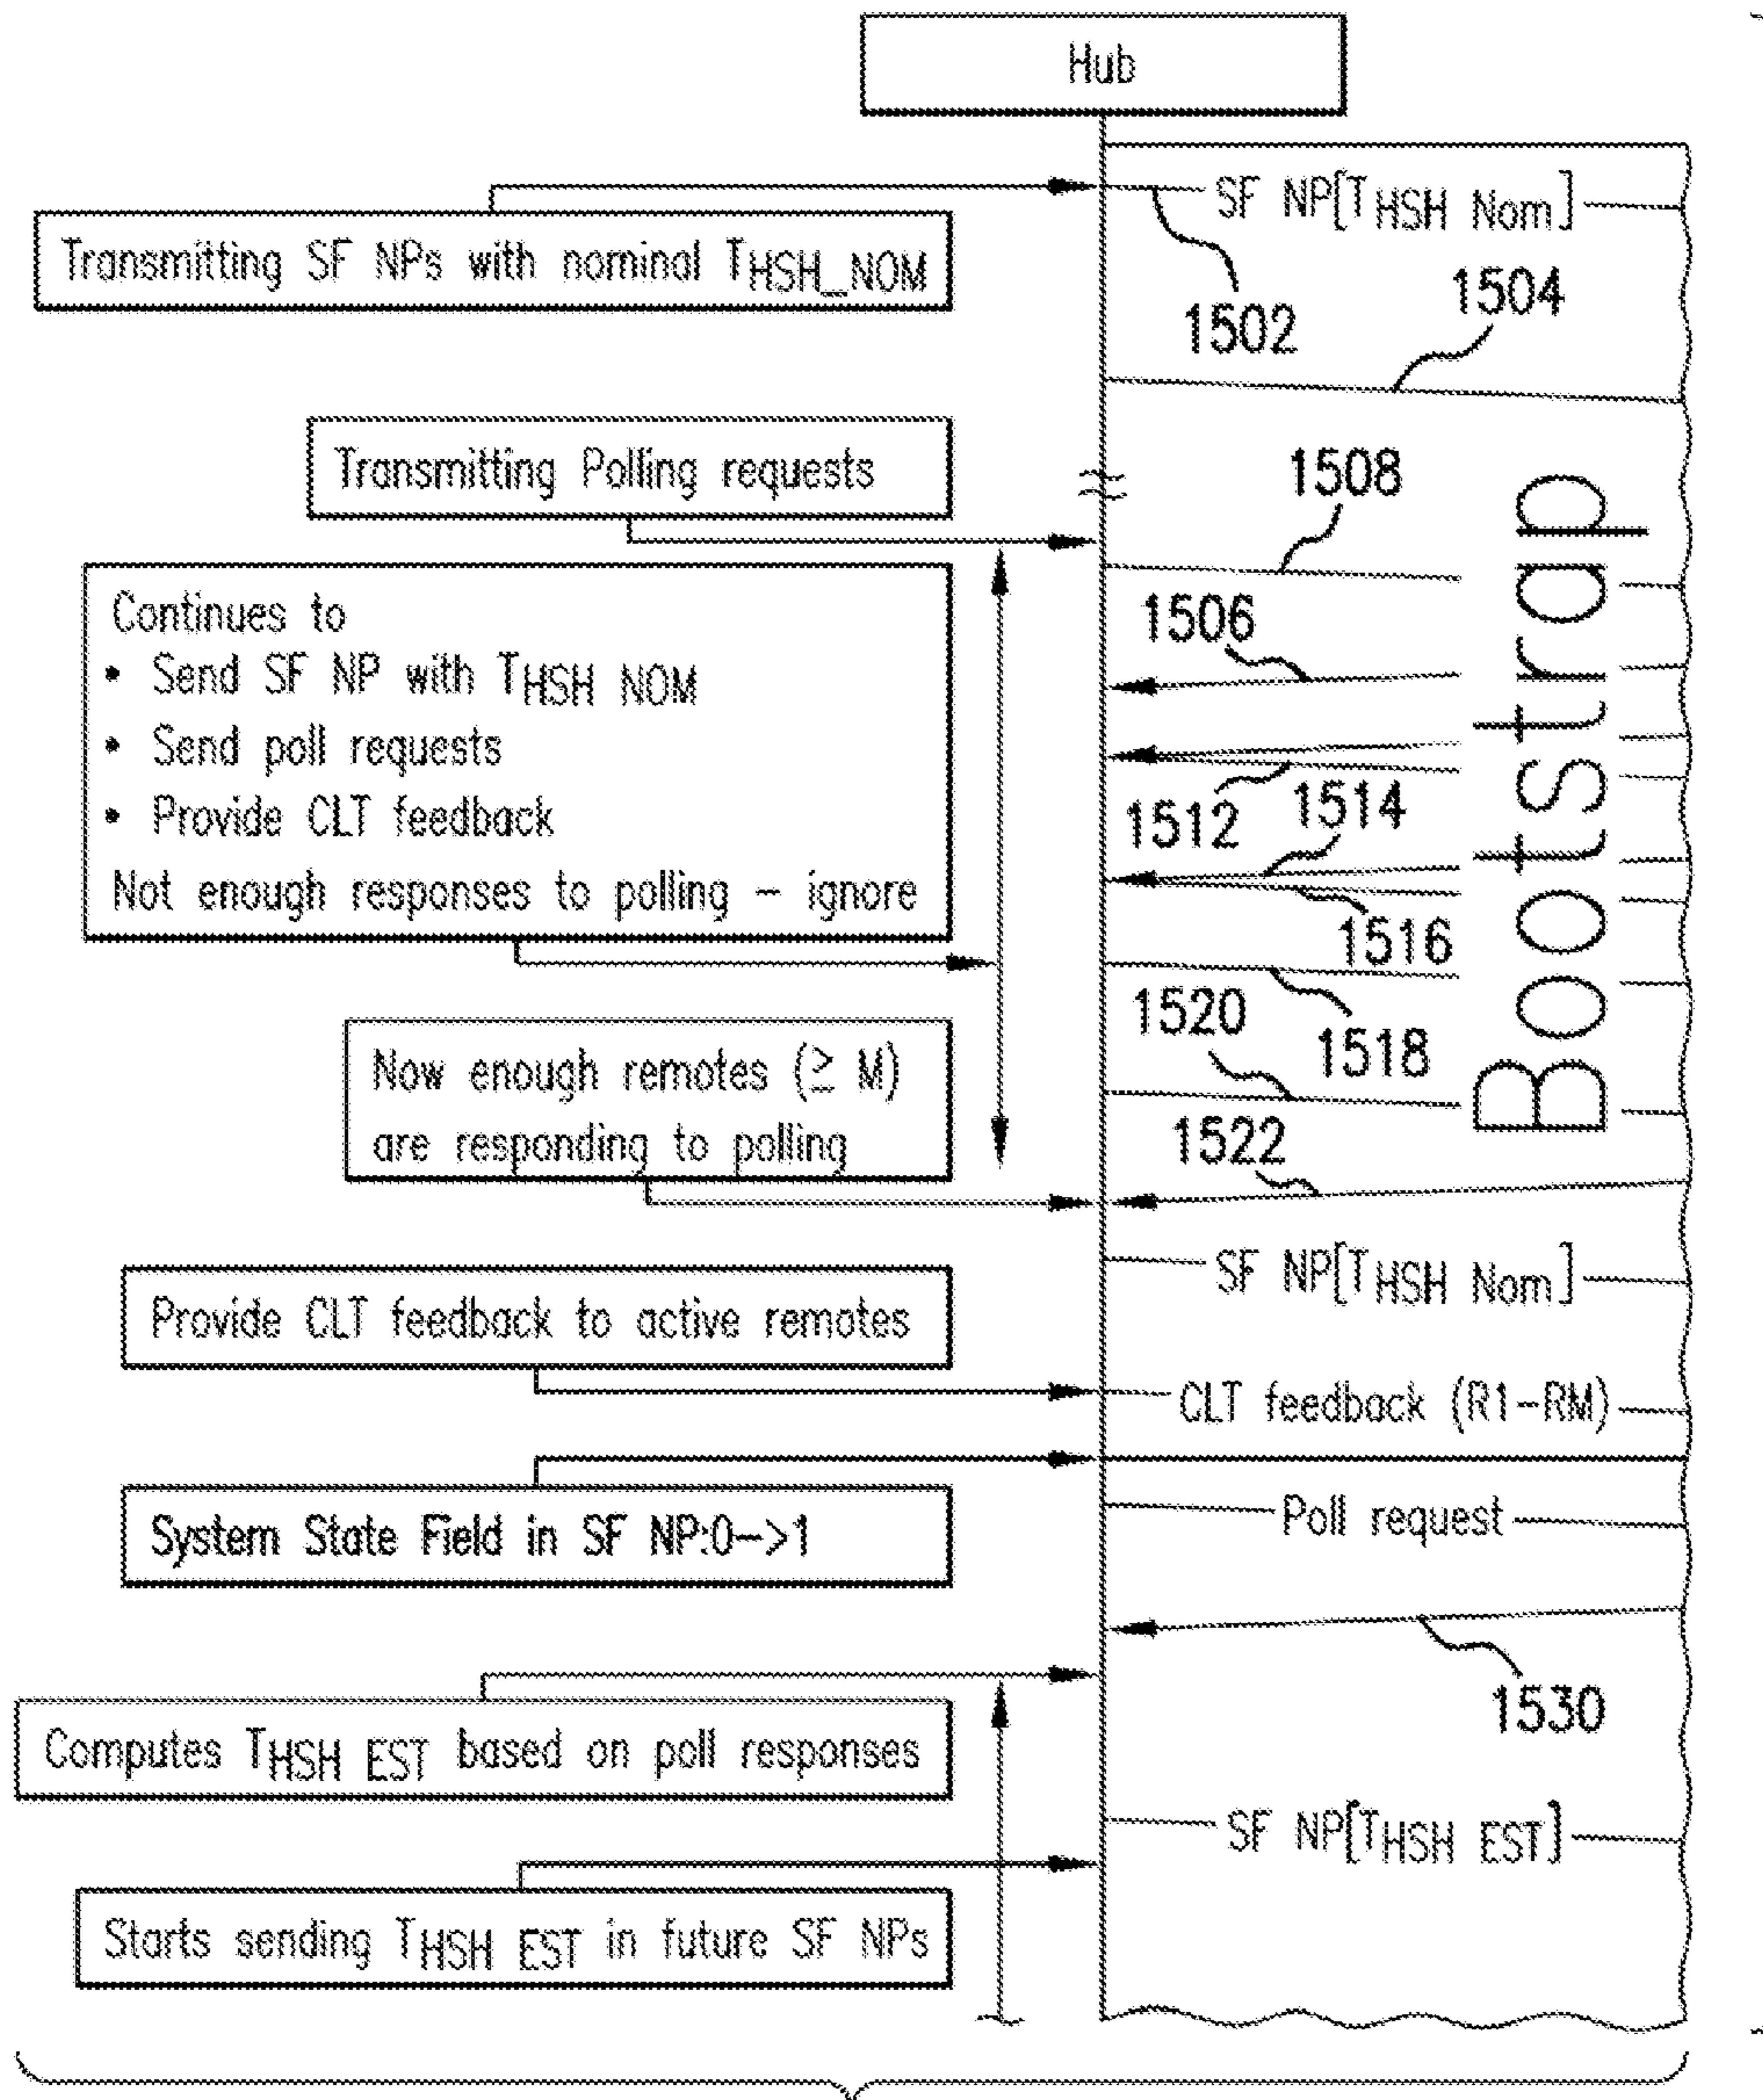 Hub
SF NP[THSH Nom]
Transmitting SF NPs with nominal THSH_NOM
1502
1504
Transmitting Polling requests
1508
Continues to
• Send SF NP with THSH NOM
• Send poll requests
• Provide CLT feedback
Not enough responses to polling – ignore
1506
1512
1514
1516
Bootstrap
1518
1520
Now enough remotes (≥ M)
are responding to polling
1522
SF NP[THSH Nom]
Provide CLT feedback to active remotes
CLT feedback (R1–RM)
System State Field in SF NP:0–>1
Poll request
1530
Computes THSH EST based on poll responses
SF NP[THSH EST]
Starts sending THSH EST in future SF NPs